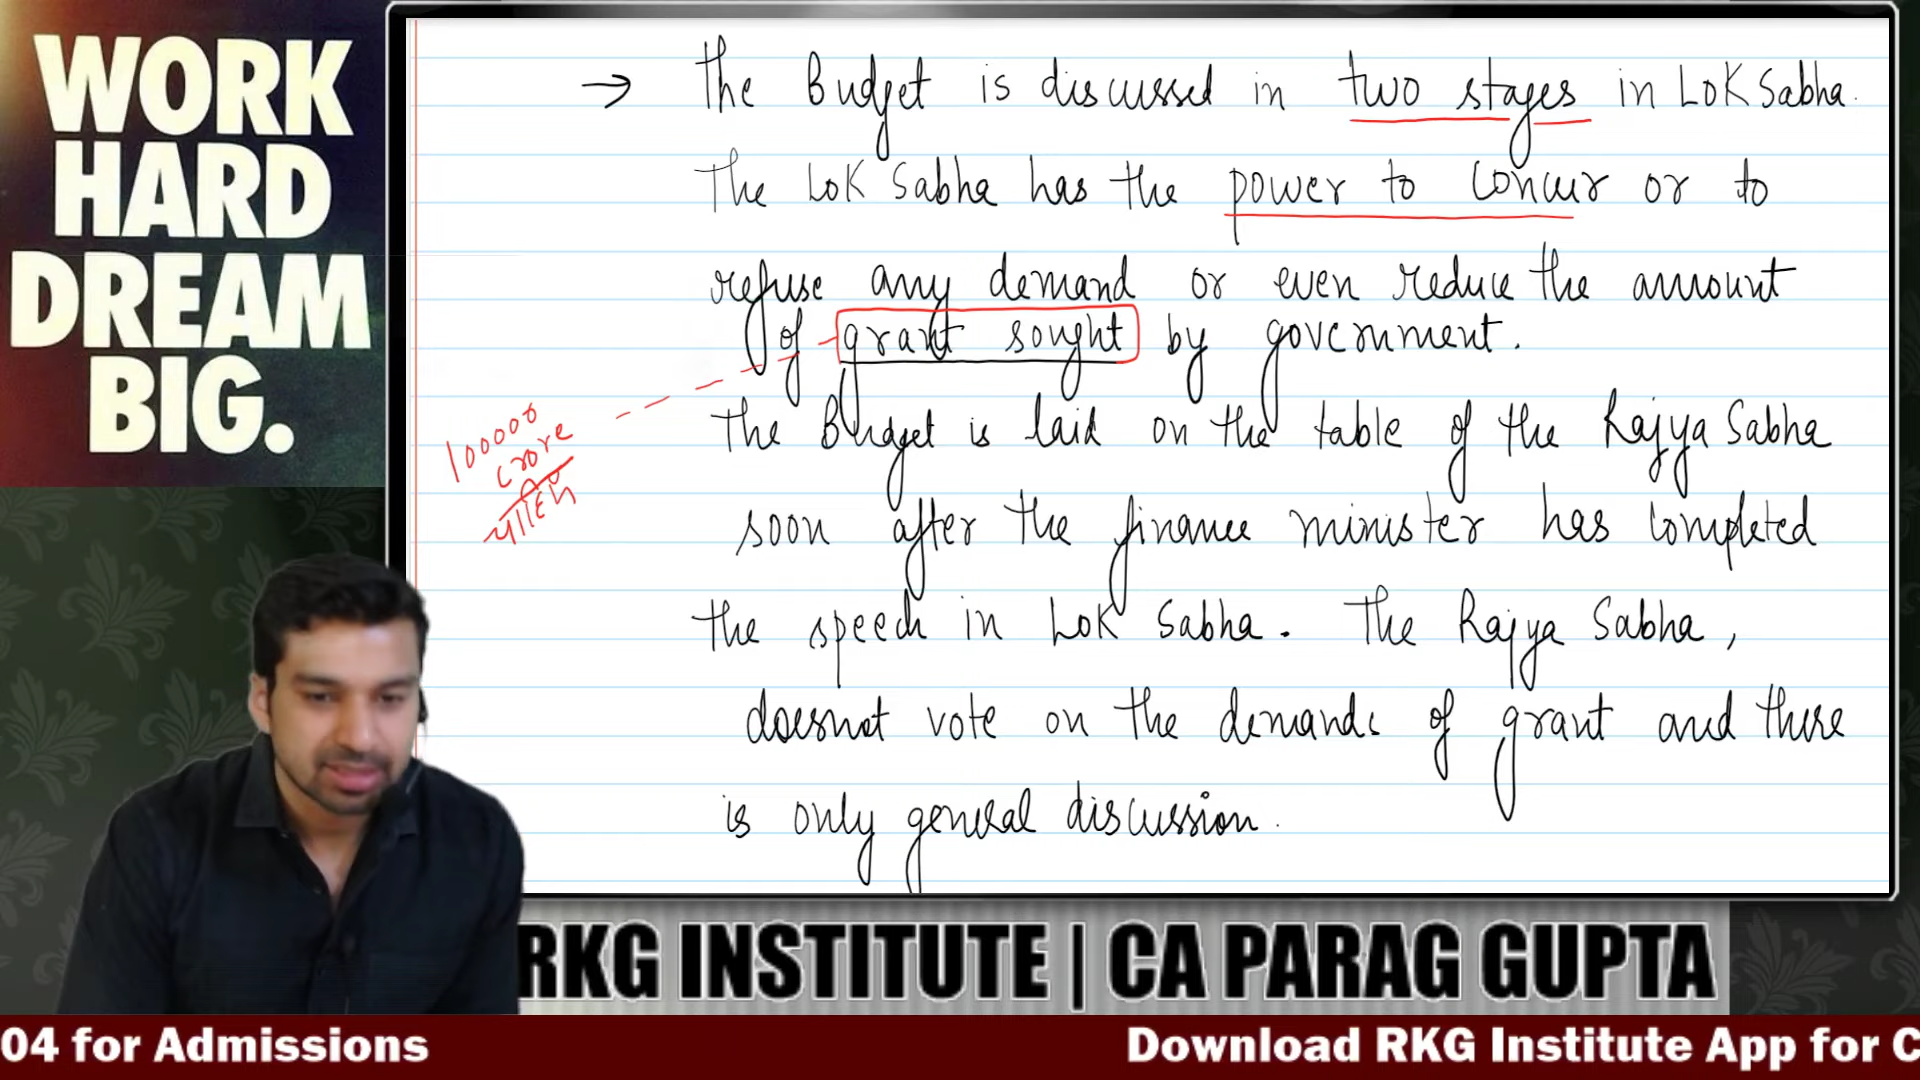 WORK
HARD
DREAM
BIG.
→ The Budget is discussed in two stages in Lok Sabha.
The Lok Sabha has the power to concur or to
refuse any demand or even reduce the amount
of grant sought by government.
100000
crore
The Budget is laid on the table of the Rajya Sabha
soon after the finance minister has completed
the speech in Lok Sabha. The Rajya Sabha,
doesnot vote on the demands of grant and there
is only general discussion.
RKG INSTITUTE | CA PARAG GUPTA
04 for Admissions
Download RKG Institute App for C